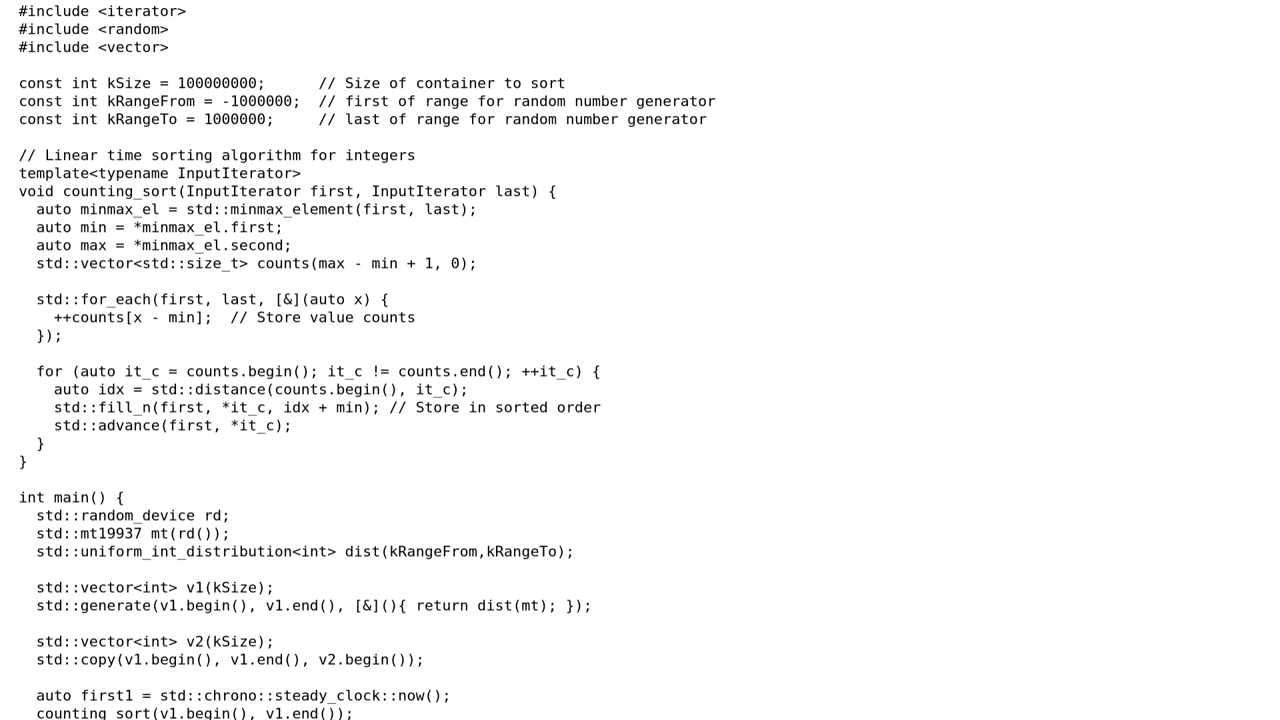 #include <iterator>
#include <random>
#include <vector>

const int kSize = 100000000;      // Size of container to sort
const int kRangeFrom = -1000000;  // first of range for random number generator
const int kRangeTo = 1000000;     // last of range for random number generator

// Linear time sorting algorithm for integers
template<typename InputIterator>
void counting_sort(InputIterator first, InputIterator last) {
  auto minmax_el = std::minmax_element(first, last);
  auto min = *minmax_el.first;
  auto max = *minmax_el.second;
  std::vector<std::size_t> counts(max - min + 1, 0);

  std::for_each(first, last, [&](auto x) {
    ++counts[x - min];  // Store value counts
  });

  for (auto it_c = counts.begin(); it_c != counts.end(); ++it_c) {
    auto idx = std::distance(counts.begin(), it_c);
    std::fill_n(first, *it_c, idx + min); // Store in sorted order
    std::advance(first, *it_c);
  }
}

int main() {
  std::random_device rd;
  std::mt19937 mt(rd());
  std::uniform_int_distribution<int> dist(kRangeFrom,kRangeTo);

  std::vector<int> v1(kSize);
  std::generate(v1.begin(), v1.end(), [&](){ return dist(mt); });

  std::vector<int> v2(kSize);
  std::copy(v1.begin(), v1.end(), v2.begin());

  auto first1 = std::chrono::steady_clock::now();
  counting_sort(v1.begin(), v1.end());